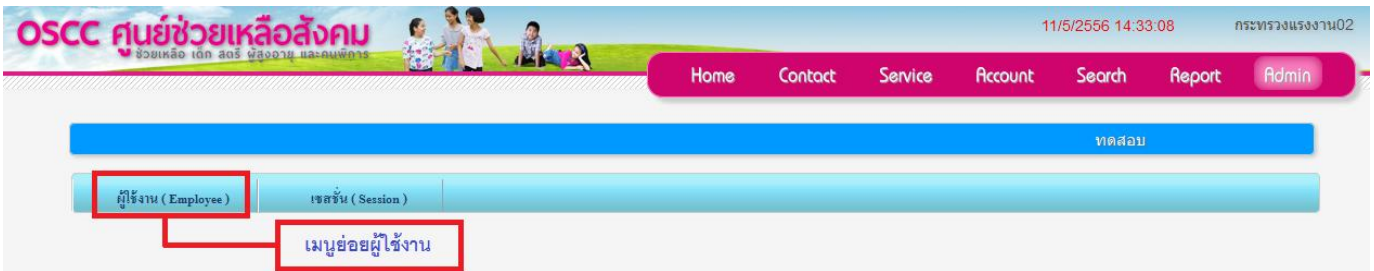 OSCC ศูนย์ช่วยเหลือสังคม
ช่วยเหลือ เด็ก สตรี ผู้สูงอายุ และคนพิการ
11/5/2556 14:33:08 กระทรวงแรงงาน02
Home Contact Service Account Search Report Admin
ทดสอบ
ผู้ใช้งาน ( Employee ) เซสชั่น ( Session )
เมนูย่อยผู้ใช้งาน